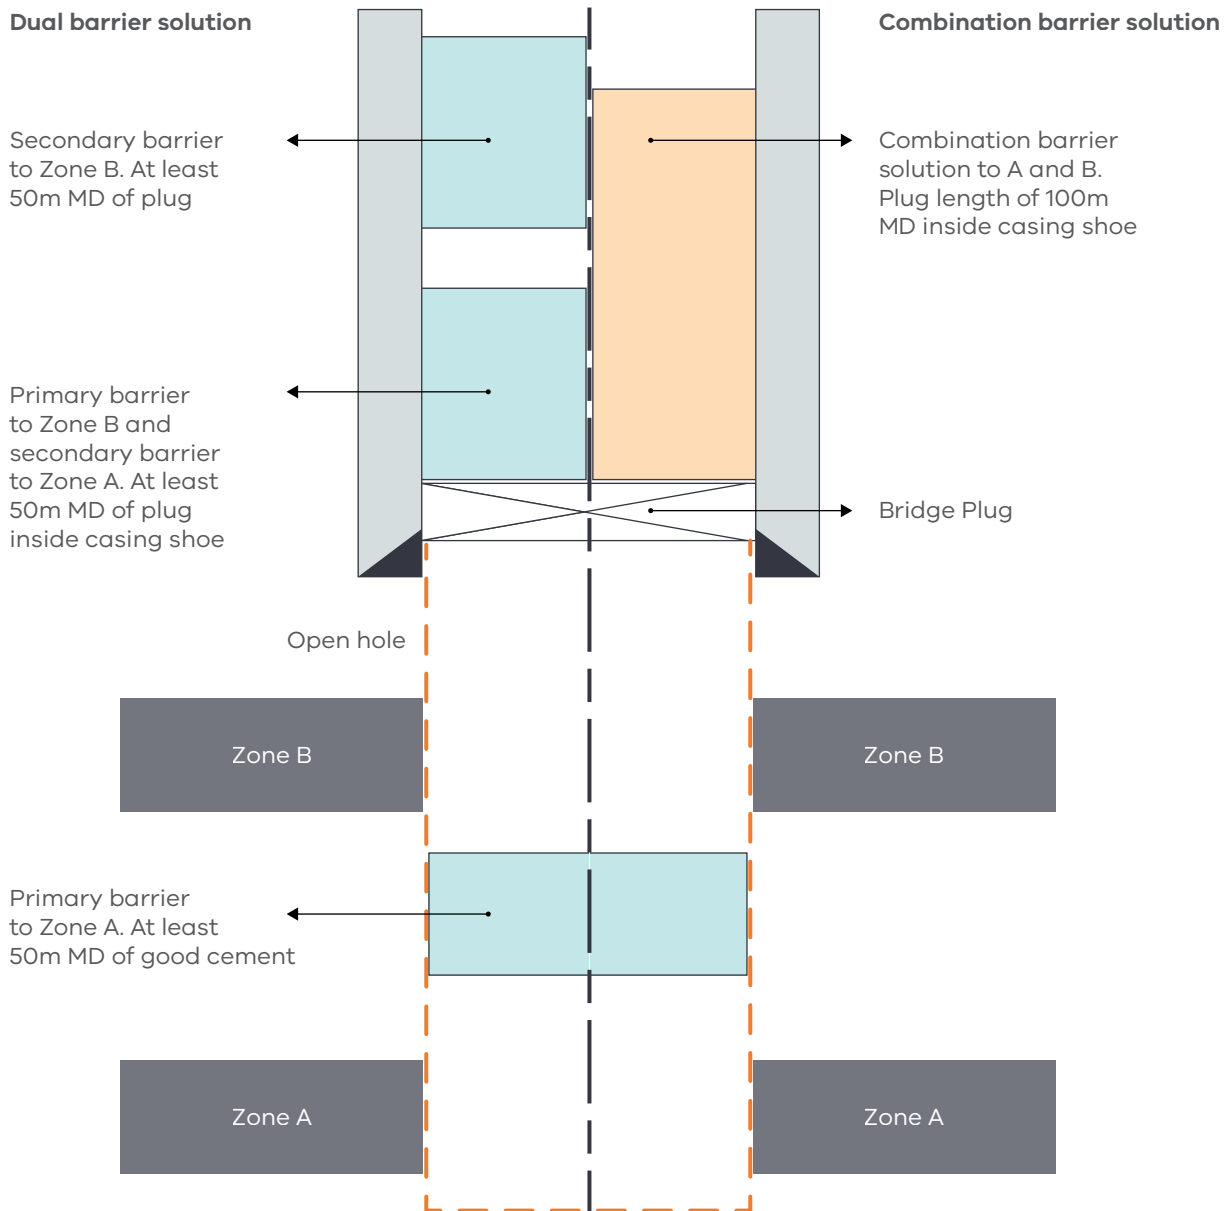 Dual barrier solution
Combination barrier solution
Secondary barrier
to Zone B. At least
50m MD of plug
Combination barrier
solution to A and B.
Plug length of 100m
MD inside casing shoe
Primary barrier
to Zone B and
secondary barrier
to Zone A. At least
50m MD of plug
inside casing shoe
Bridge Plug
Open hole
Zone B
Zone B
Primary barrier
to Zone A. At least
50m MD of good cement
Zone A
Zone A